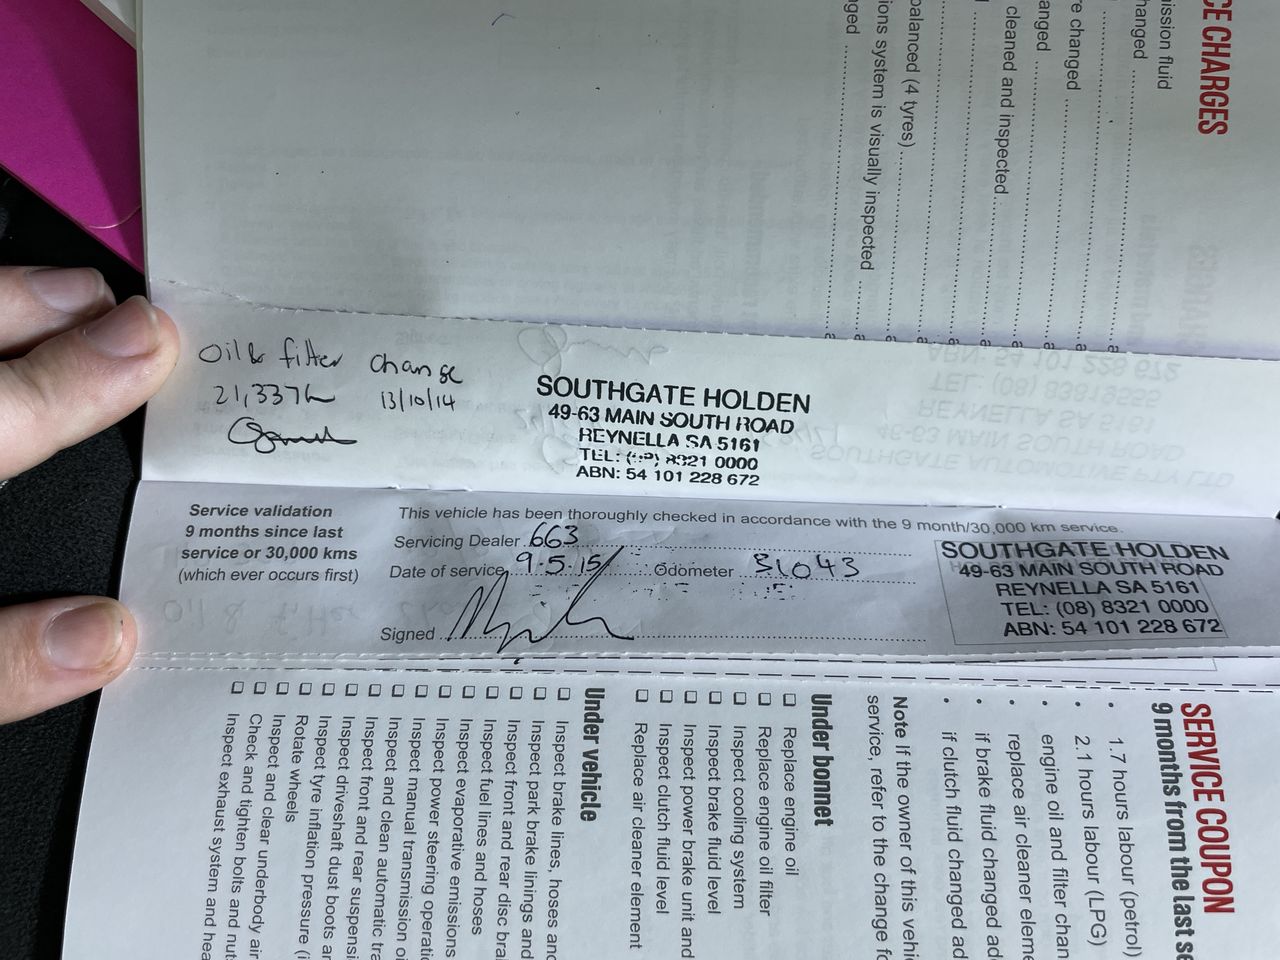 CE CHARGES
mission fluid
hanged
re changed
anged
cleaned and inspected
balanced (4 tyres)
ions system is visually inspected
ged
Oil & filter change
21,337k
13/10/14
SOUTHGATE HOLDEN
49-63 MAIN SOUTH ROAD
REYNELLA SA 5161
TEL: (08) 8321 0000
ABN: 54 101 228 672
Service validation
9 months since last
service or 30,000 kms
(which ever occurs first)
This vehicle has been thoroughly checked in accordance with the 9 month/30,000 km service.
Servicing Dealer 663
Date of service 9.5.15 Odometer 31043
Signed
SOUTHGATE HOLDEN
49-63 MAIN SOUTH ROAD
REYNELLA SA 5161
TEL: (08) 8321 0000
ABN: 54 101 228 672
SERVICE COUPON
9 months from the last se
• 1.7 hours labour (petrol)
• 2.1 hours labour (LPG)
• engine oil and filter chan
• replace air cleaner eleme
• if brake fluid changed ad
• if clutch fluid changed ad
Note If the owner of this vehic
service, refer to the change fo
Under bonnet
❏ Replace engine oil
❏ Replace engine oil filter
❏ Inspect cooling system
❏ Inspect brake fluid level
❏ Inspect power brake unit and
❏ Inspect clutch fluid level
❏ Replace air cleaner element
Under vehicle
❏ Inspect brake lines, hoses and
❏ Inspect park brake linings and
❏ Inspect front and rear disc bra
❏ Inspect fuel lines and hoses
❏ Inspect evaporative emissions
❏ Inspect power steering operati
❏ Inspect manual transmission oi
❏ Inspect and clean automatic tra
❏ Inspect front and rear suspensi
❏ Inspect driveshaft dust boots ar
❏ Inspect tyre inflation pressure (i
❏ Rotate wheels
❏ Inspect and clear underbody air
❏ Check and tighten bolts and nut
❏ Inspect exhaust system and hea